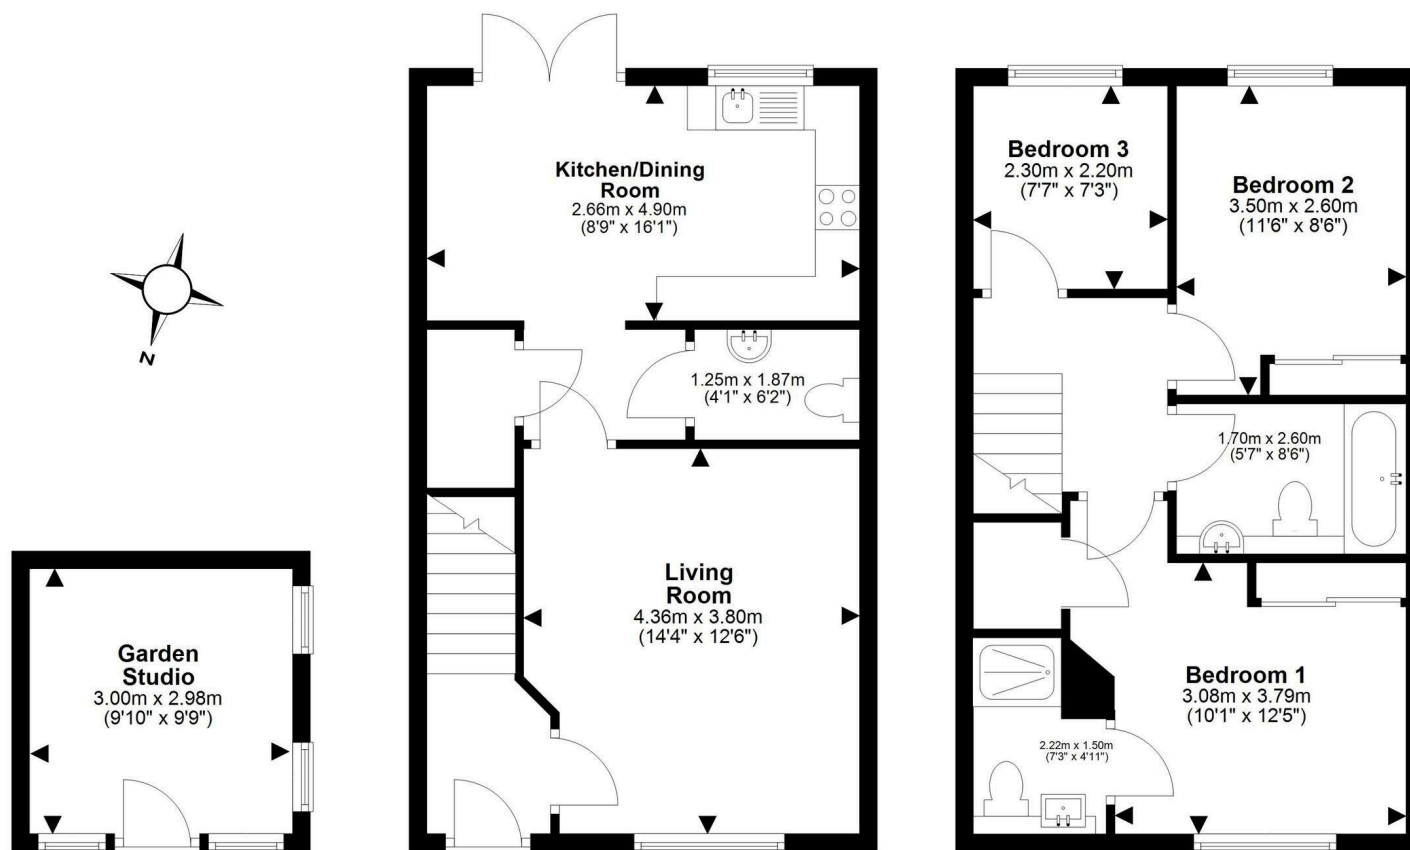 Kitchen/Dining
Room
2.66m x 4.90m
(8'9" x 16'1")
Bedroom 3
2.30m x 2.20m
(7'7" x 7'3")
Bedroom 2
3.50m x 2.60m
(11'6" x 8'6")
N
1.25m x 1.87m
(4'1" x 6'2")
1.70m x 2.60m
(5'7" x 8'6")
Living
Room
4.36m x 3.80m
(14'4" x 12'6")
Garden
Studio
3.00m x 2.98m
(9'10" x 9'9")
Bedroom 1
3.08m x 3.79m
(10'1" x 12'5")
2.22m x 1.50m
(7'3" x 4'11")